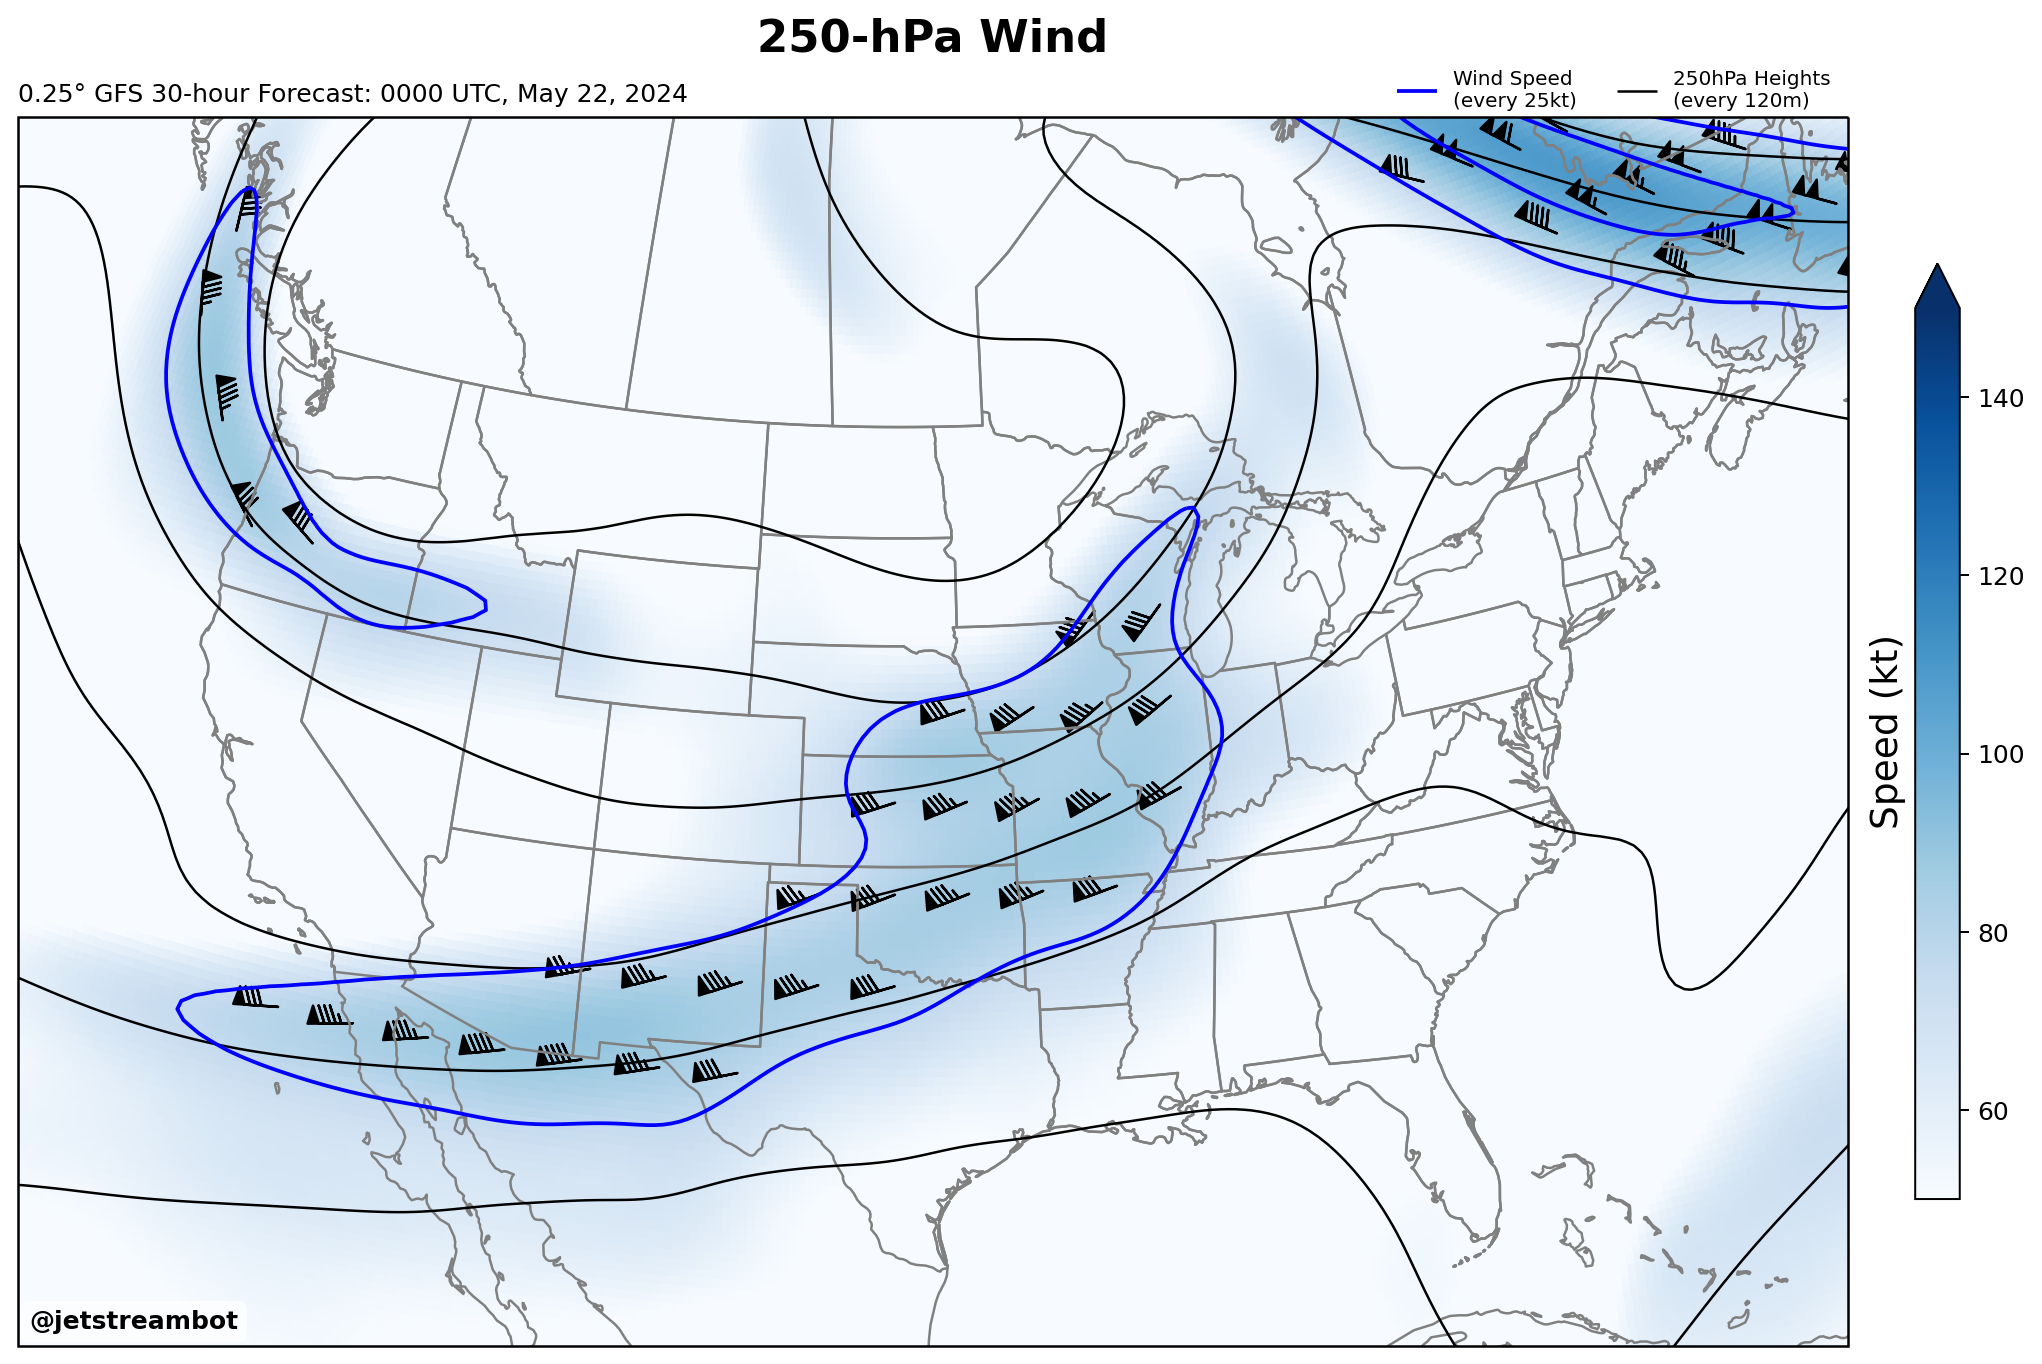 250-hPa Wind
0.25° GFS 30-hour Forecast: 0000 UTC, May 22, 2024
Wind Speed
(every 25kt)
250hPa Heights
(every 120m)
140
120
100
80
60
Speed (kt)
@jetstreambot